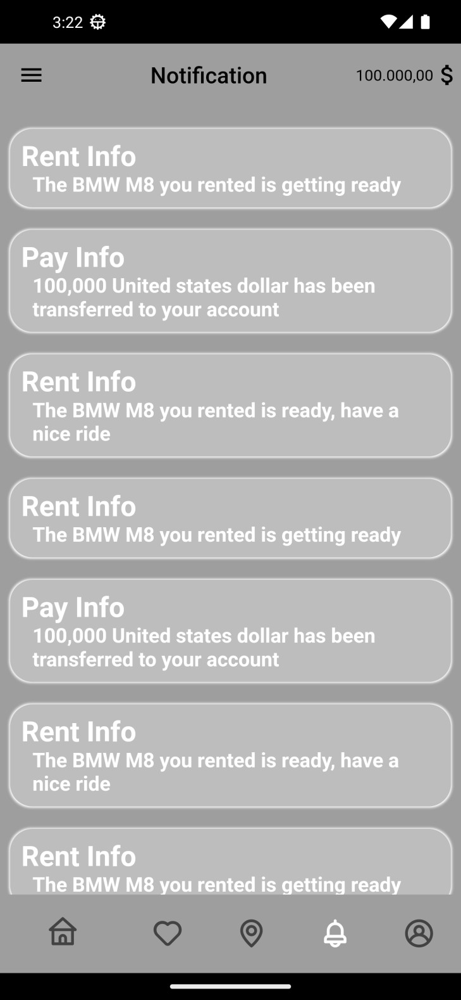 3:22
Notification
100.000,00 $
Rent Info
The BMW M8 you rented is getting ready
Pay Info
100,000 United states dollar has been
transferred to your account
Rent Info
The BMW M8 you rented is ready, have a
nice ride
Rent Info
The BMW M8 you rented is getting ready
Pay Info
100,000 United states dollar has been
transferred to your account
Rent Info
The BMW M8 you rented is ready, have a
nice ride
Rent Info
The BMW M8 you rented is getting ready